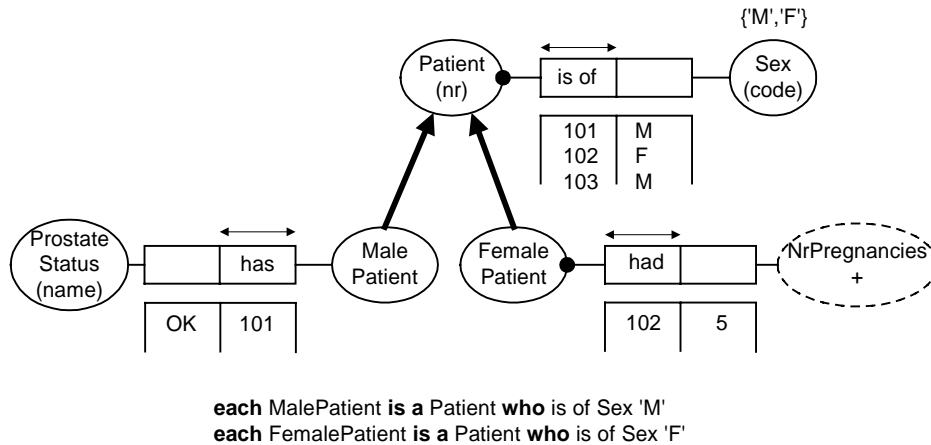 {'M','F'}
Patient
(nr)
is of
Sex
(code)
101 M
102 F
103 M
Prostate
Status
(name)
has
Male
Patient
Female
Patient
had
NrPregnancies
+
OK 101
102 5
each MalePatient is a Patient who is of Sex 'M'
each FemalePatient is a Patient who is of Sex 'F'